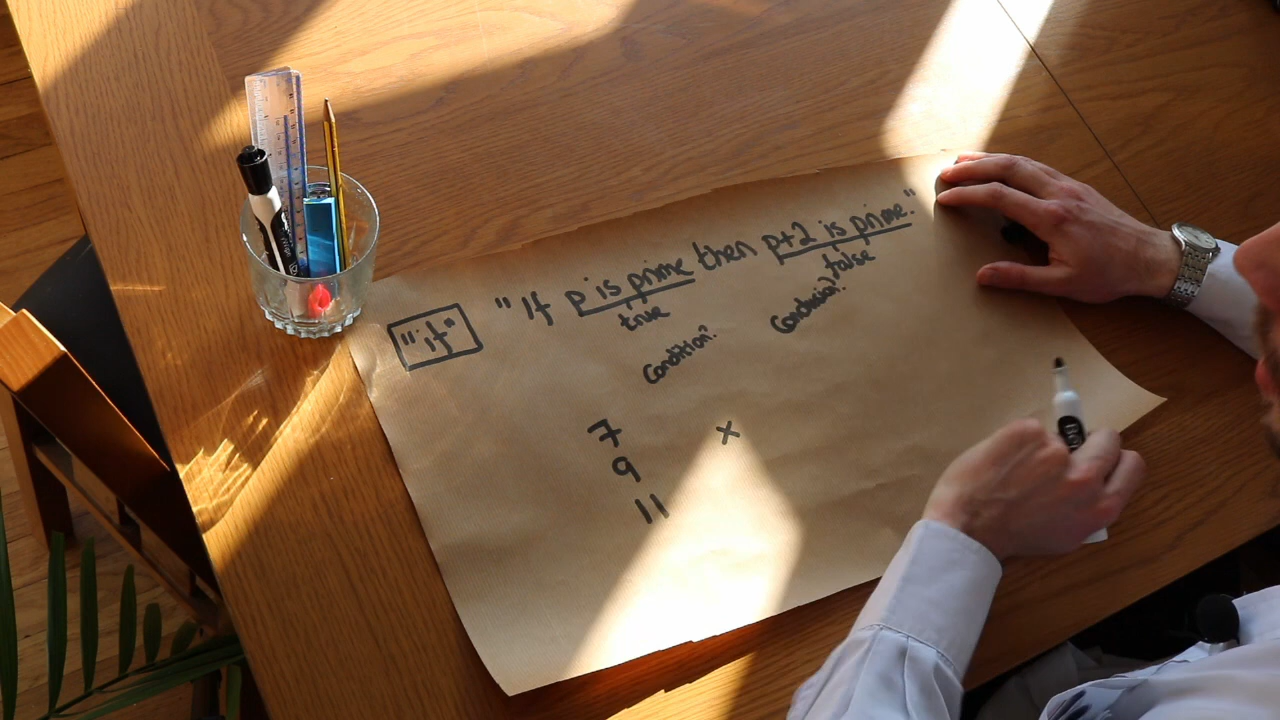 "if" "If p is prime then p+2 is prime."
true false
condition? conclusion?
7 x
9
11